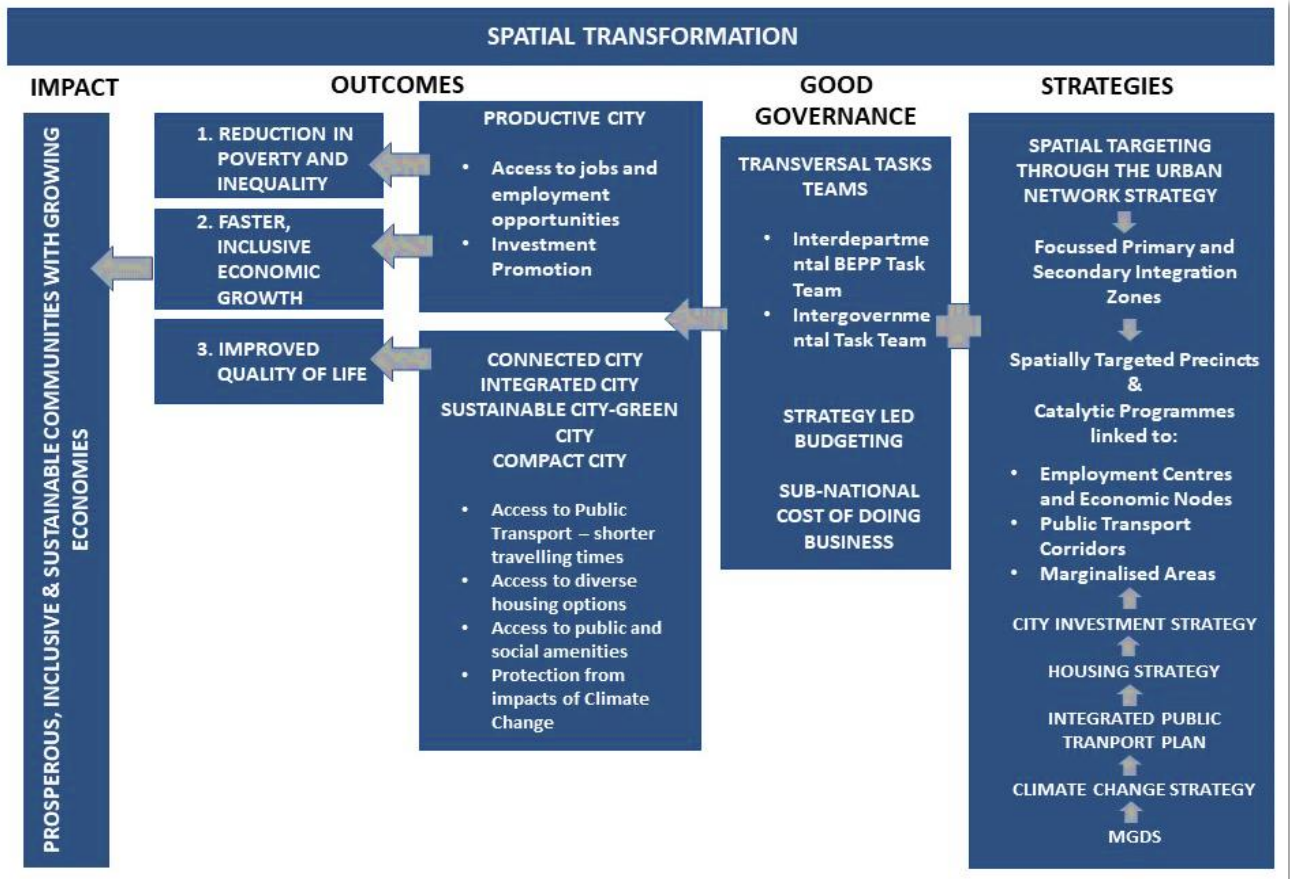 SPATIAL TRANSFORMATION
IMPACT
PROSPEROUS, INCLUSIVE & SUSTAINABLE COMMUNITIES WITH GROWING
ECONOMIES
OUTCOMES
1. REDUCTION IN
POVERTY AND
INEQUALITY
2. FASTER,
INCLUSIVE
ECONOMIC
GROWTH
3. IMPROVED
QUALITY OF LIFE
PRODUCTIVE CITY
• Access to jobs and
employment
opportunities
• Investment
Promotion
CONNECTED CITY
INTEGRATED CITY
SUSTAINABLE CITY-GREEN
CITY
COMPACT CITY
• Access to Public
Transport – shorter
travelling times
• Access to diverse
housing options
• Access to public and
social amenities
• Protection from
impacts of Climate
Change
GOOD
GOVERNANCE
TRANSVERSAL TASKS
TEAMS
• Interdepartme
ntal BEPP Task
Team
• Intergovernme
ntal Task Team
STRATEGY LED
BUDGETING
SUB-NATIONAL
COST OF DOING
BUSINESS
STRATEGIES
SPATIAL TARGETING
THROUGH THE URBAN
NETWORK STRATEGY
Focussed Primary and
Secondary Integration
Zones
Spatially Targeted Precincts
&
Catalytic Programmes
linked to:
• Employment Centres
and Economic Nodes
• Public Transport
Corridors
• Marginalised Areas
CITY INVESTMENT STRATEGY
HOUSING STRATEGY
INTEGRATED PUBLIC
TRANPORT PLAN
CLIMATE CHANGE STRATEGY
MGDS